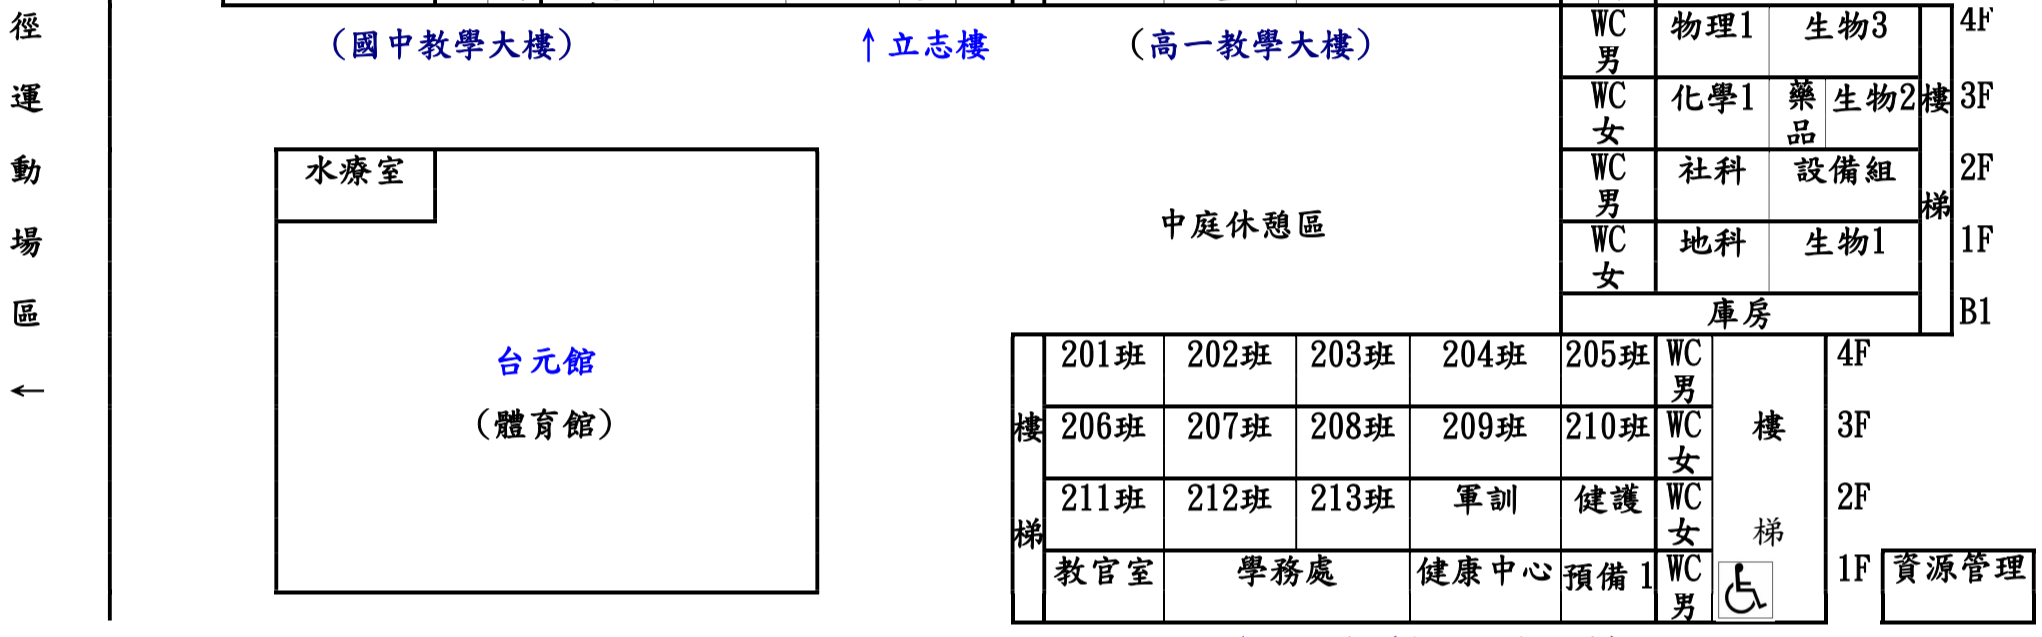 徑
運
動
場
區
←
(國中教學大樓)
↑立志樓
(高一教學大樓)
水療室
台元館
(體育館)
中庭休憩區
WC 男 物理1 生物3 4F
WC 女 化學1 藥品 生物2 3F
WC 男 社科 設備組 2F
WC 女 地科 生物1 1F
庫房 B1
樓梯
201班 202班 203班 204班 205班 WC 男 4F
206班 207班 208班 209班 210班 WC 女 3F
211班 212班 213班 軍訓 健護 WC 女 2F
教官室 學務處 健康中心 預備1 WC 男 1F
樓梯
樓梯
資源管理